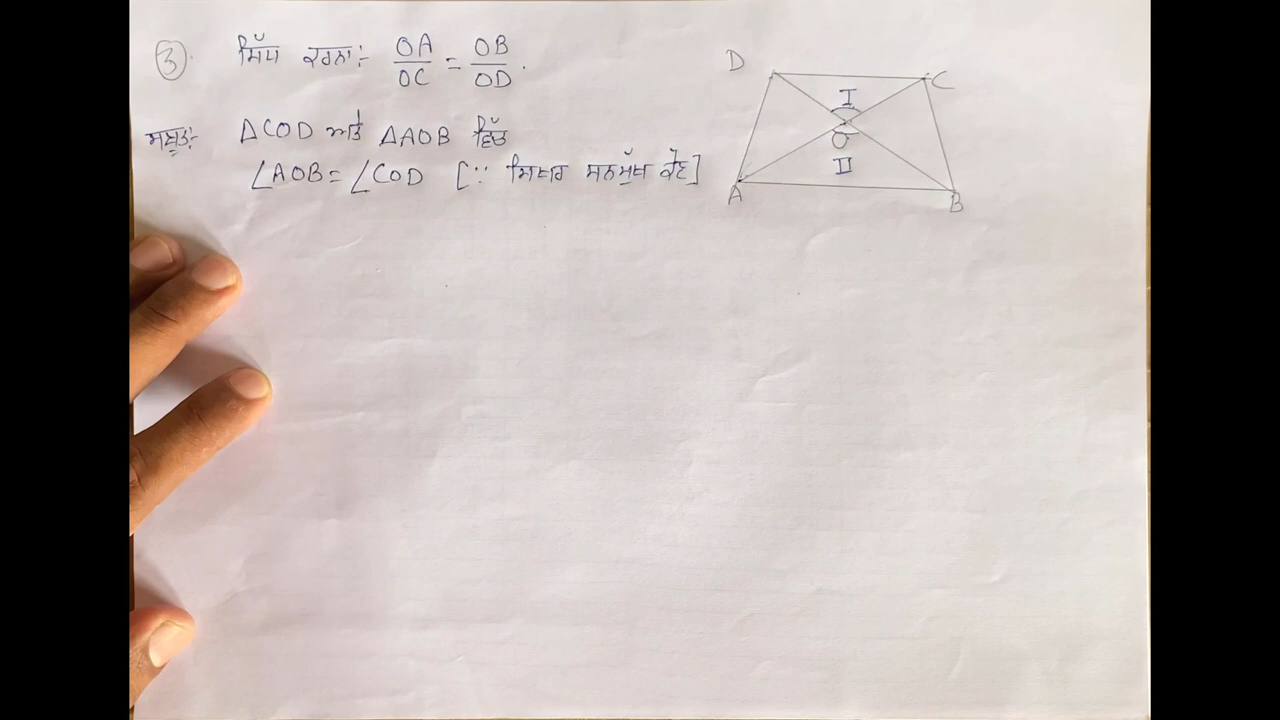 ③ ਸਿੱਧ ਕਰਨਾ:- OA/OC = OB/OD.
ਸਬੂਤ:- ΔCOD ਅਤੇ ΔAOB ਵਿੱਚ
∠AOB = ∠COD [∵ ਸਿਖਰ ਸਨਮੁੱਖ ਕੋਣ]
D
C
I
O
II
A
B